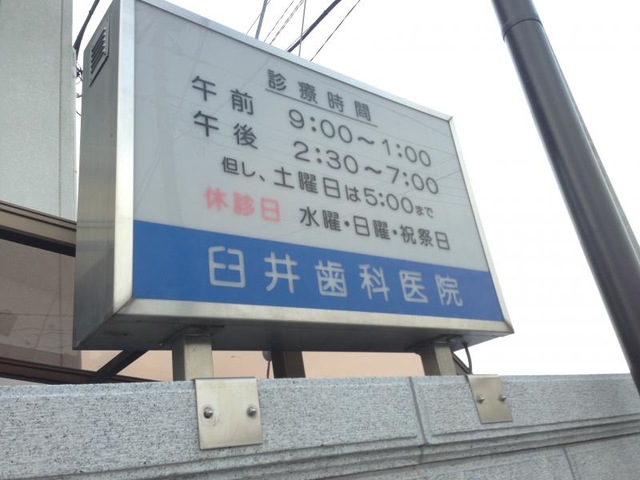 診療時間
午前 9:00～1:00
午後 2:30～7:00
但し、土曜日は5:00まで
休診日 水曜・日曜・祝祭日
臼井歯科医院